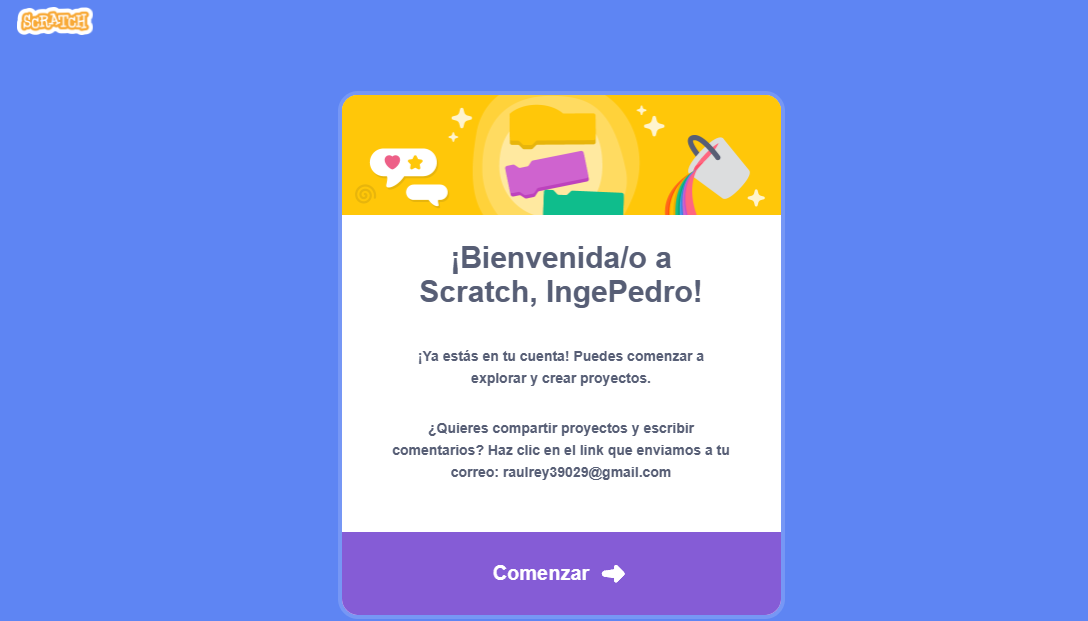 SCRATCH
¡Bienvenida/o a
Scratch, IngePedro!
¡Ya estás en tu cuenta! Puedes comenzar a
explorar y crear proyectos.
¿Quieres compartir proyectos y escribir
comentarios? Haz clic en el link que enviamos a tu
correo: raulrey39029@gmail.com
Comenzar